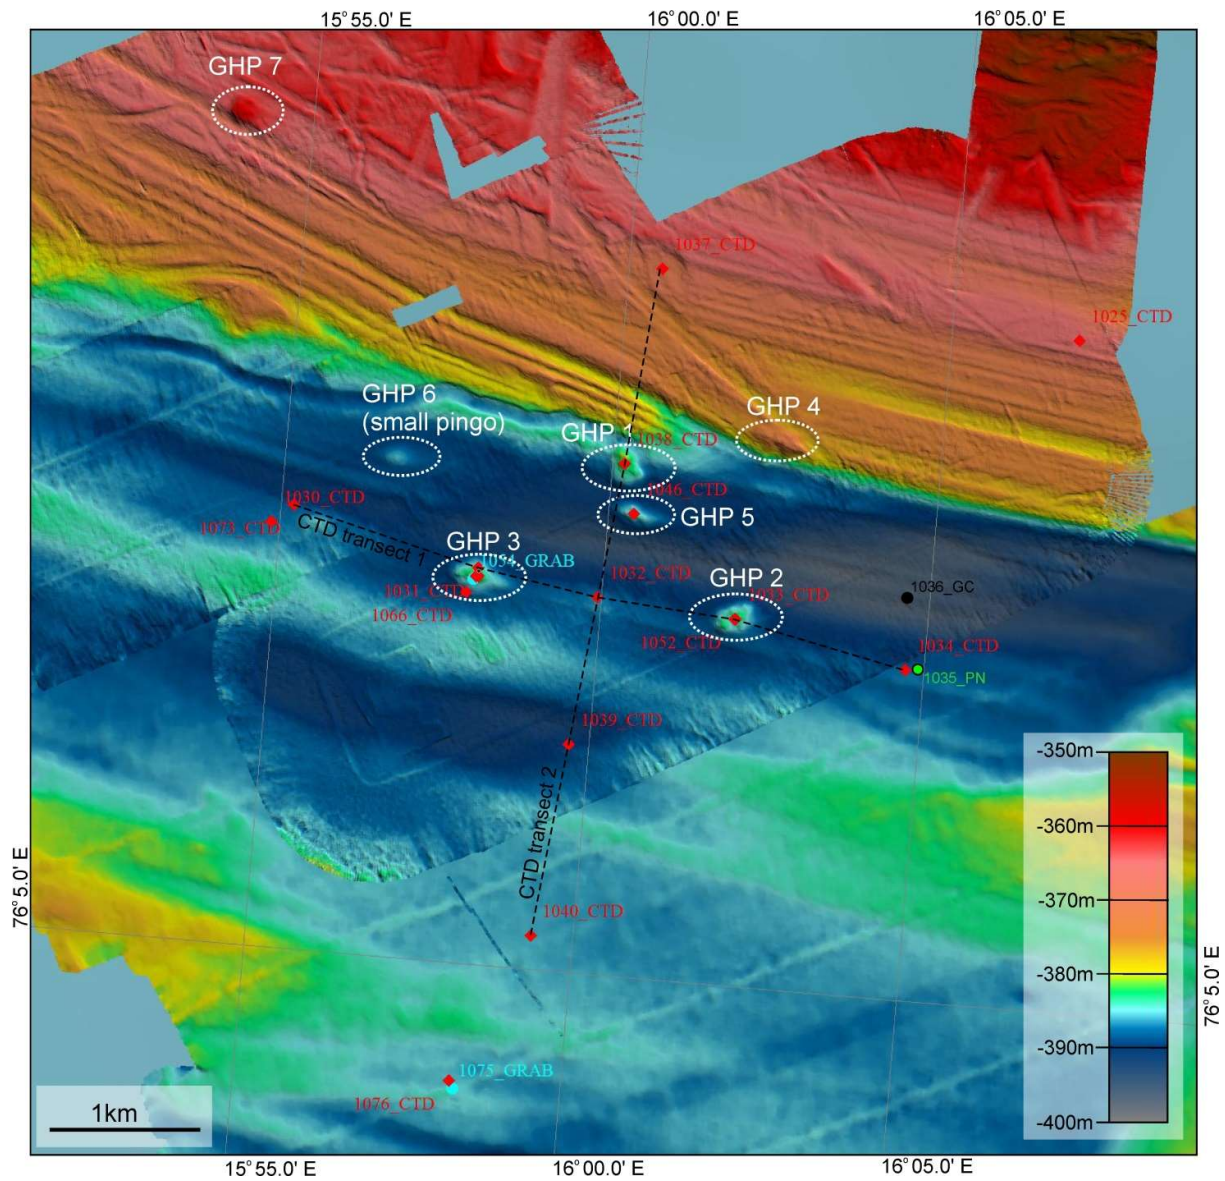 15°55.0' E
16°00.0' E
16°05.0' E
GHP 7
1037_CTD
1025_CTD
GHP 6
(small pingo)
GHP 4
GHP 1
1038_CTD
1046_CTD
GHP 5
1030_CTD
1073_CTD
CTD transect 1
GHP 3
1054_GRAB
1031_CTD
1066_CTD
1032_CTD
GHP 2
1033_CTD
1052_CTD
1036_GC
1034_CTD
1035_PN
1039_CTD
CTD transect 2
1040_CTD
76°5.0' E
76°5.0' E
-350m
-360m
-370m
-380m
-390m
-400m
1075_GRAB
1076_CTD
1km
15°55.0' E
16°00.0' E
16°05.0' E